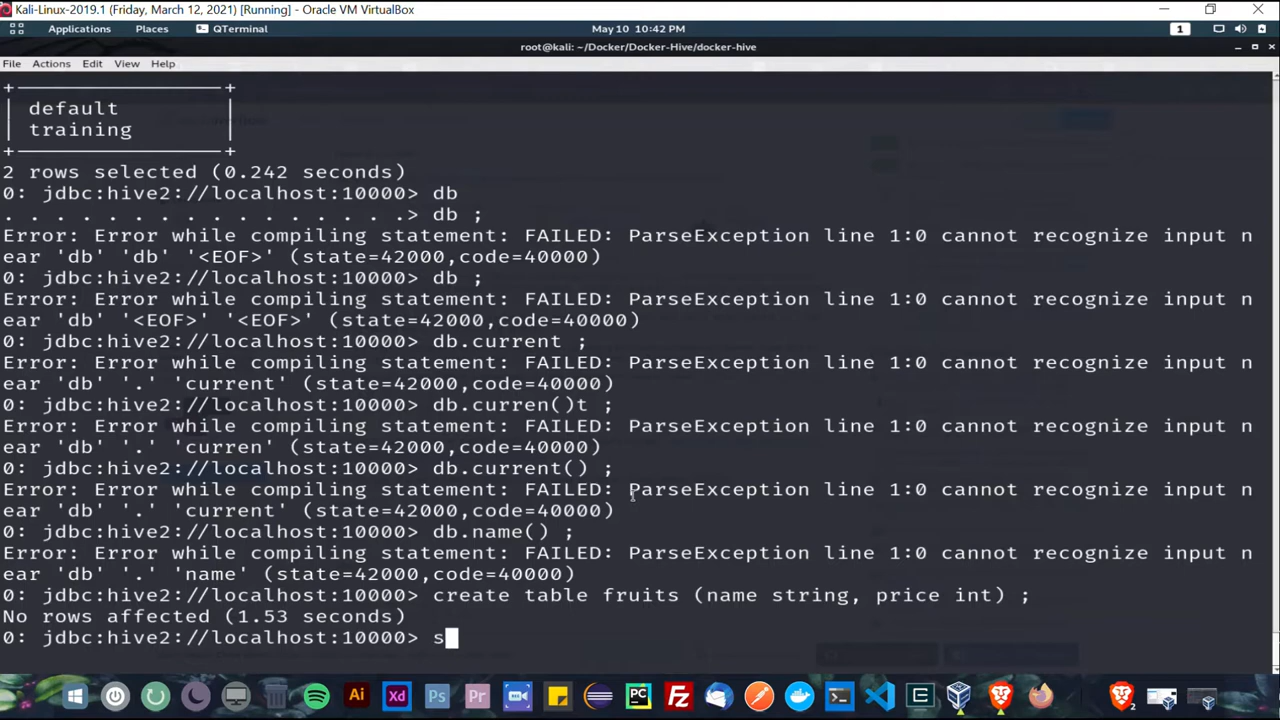 Kali-Linux-2019.1 (Friday, March 12, 2021) [Running] - Oracle VM VirtualBox
Applications Places QTerminal May10 10:42 PM 1
root@kali: ~/Docker/Docker-Hive/docker-hive
File Actions Edit View Help
+------------------+
| default |
| training |
+------------------+
2 rows selected (0.242 seconds)
0: jdbc:hive2://localhost:10000> db
. . . . . . . . . . . . . . . .> db ;
Error: Error while compiling statement: FAILED: ParseException line 1:0 cannot recognize input n
ear 'db' 'db' '<EOF>' (state=42000,code=40000)
0: jdbc:hive2://localhost:10000> db ;
Error: Error while compiling statement: FAILED: ParseException line 1:0 cannot recognize input n
ear 'db' '<EOF>' '<EOF>' (state=42000,code=40000)
0: jdbc:hive2://localhost:10000> db.current ;
Error: Error while compiling statement: FAILED: ParseException line 1:0 cannot recognize input n
ear 'db' '.' 'current' (state=42000,code=40000)
0: jdbc:hive2://localhost:10000> db.curren()t ;
Error: Error while compiling statement: FAILED: ParseException line 1:0 cannot recognize input n
ear 'db' '.' 'curren' (state=42000,code=40000)
0: jdbc:hive2://localhost:10000> db.current() ;
Error: Error while compiling statement: FAILED: ParseException line 1:0 cannot recognize input n
ear 'db' '.' 'current' (state=42000,code=40000)
0: jdbc:hive2://localhost:10000> db.name() ;
Error: Error while compiling statement: FAILED: ParseException line 1:0 cannot recognize input n
ear 'db' '.' 'name' (state=42000,code=40000)
0: jdbc:hive2://localhost:10000> create table fruits (name string, price int) ;
No rows affected (1.53 seconds)
0: jdbc:hive2://localhost:10000> s
Ai Xd Ps Pr PC FZ 2